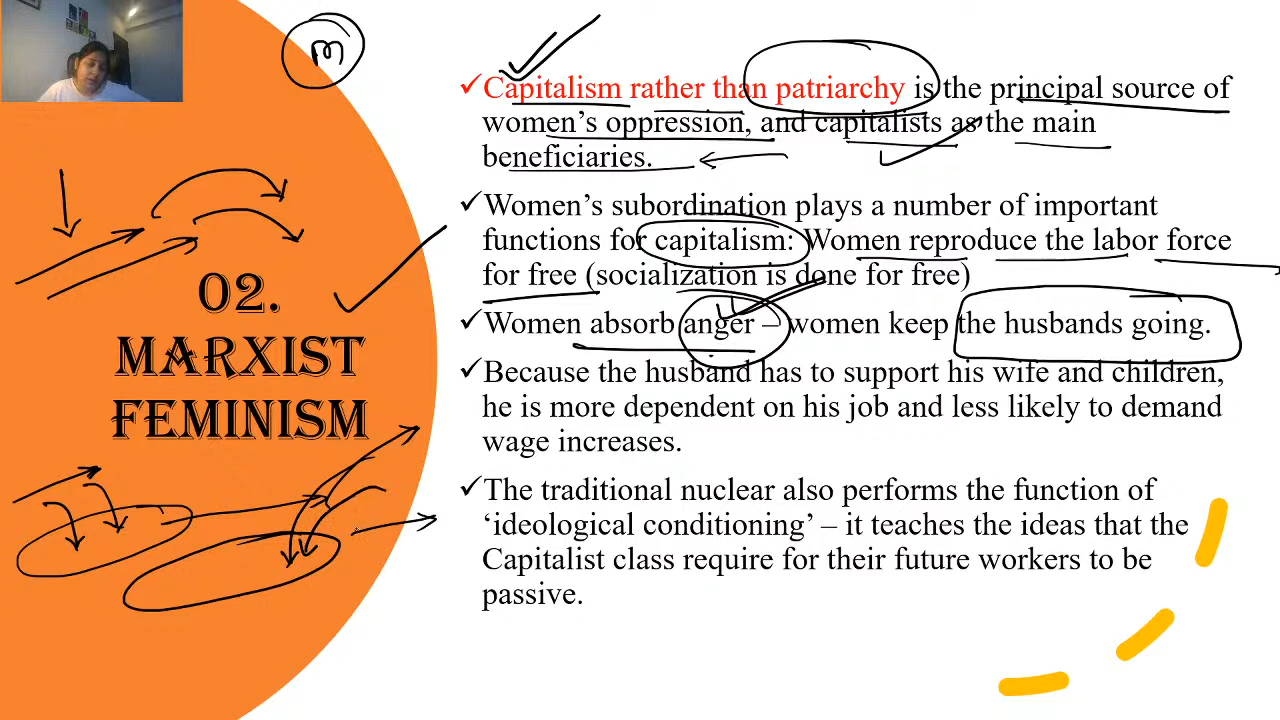 m
02.
MARXIST
FEMINISM
✓Capitalism rather than patriarchy is the principal source of
women's oppression, and capitalists as the main
beneficiaries.
✓Women's subordination plays a number of important
functions for capitalism: Women reproduce the labor force
for free (socialization is done for free)
✓Women absorb anger – women keep the husbands going.
✓Because the husband has to support his wife and children,
he is more dependent on his job and less likely to demand
wage increases.
✓The traditional nuclear also performs the function of
‘ideological conditioning’ – it teaches the ideas that the
Capitalist class require for their future workers to be
passive.